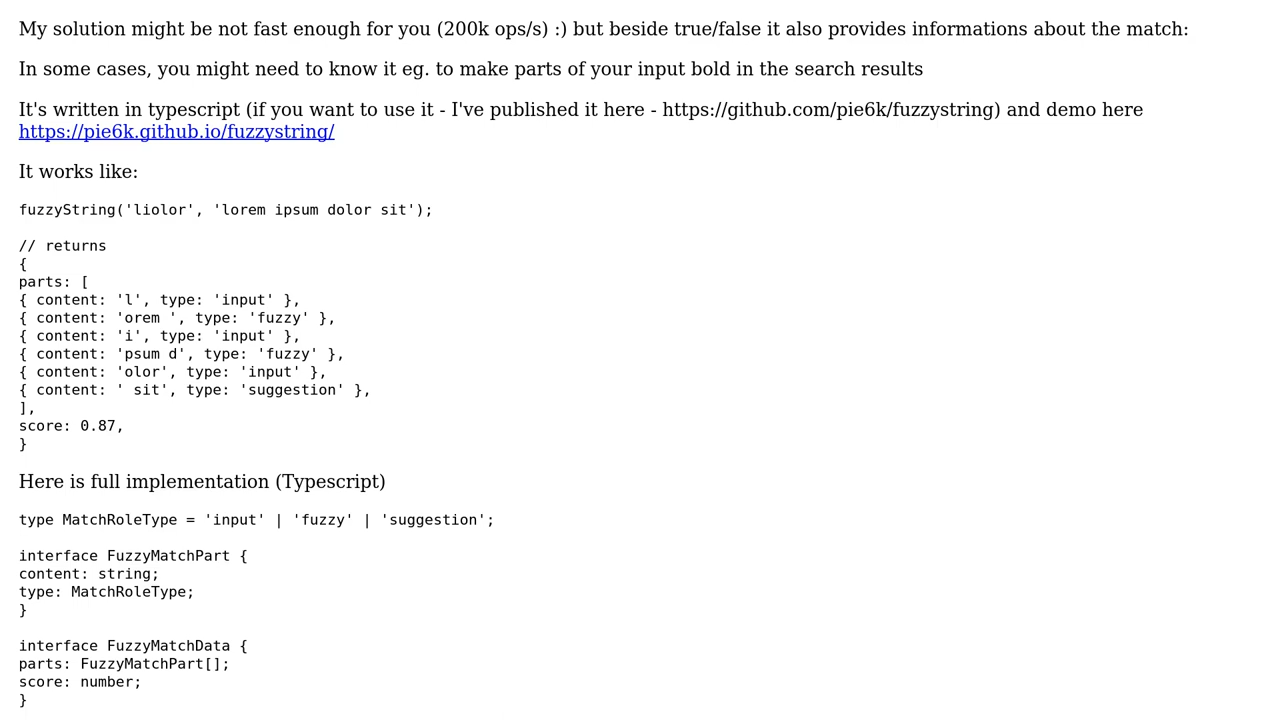 My solution might be not fast enough for you (200k ops/s) :) but beside true/false it also provides informations about the match:
In some cases, you might need to know it eg. to make parts of your input bold in the search results
It's written in typescript (if you want to use it - I've published it here - https://github.com/pie6k/fuzzystring) and demo here
https://pie6k.github.io/fuzzystring/
It works like:
fuzzyString('liolor', 'lorem ipsum dolor sit');
// returns
{
parts: [
{ content: 'l', type: 'input' },
{ content: 'orem ', type: 'fuzzy' },
{ content: 'i', type: 'input' },
{ content: 'psum d', type: 'fuzzy' },
{ content: 'olor', type: 'input' },
{ content: ' sit', type: 'suggestion' },
],
score: 0.87,
}
Here is full implementation (Typescript)
type MatchRoleType = 'input' | 'fuzzy' | 'suggestion';
interface FuzzyMatchPart {
content: string;
type: MatchRoleType;
}
interface FuzzyMatchData {
parts: FuzzyMatchPart[];
score: number;
}